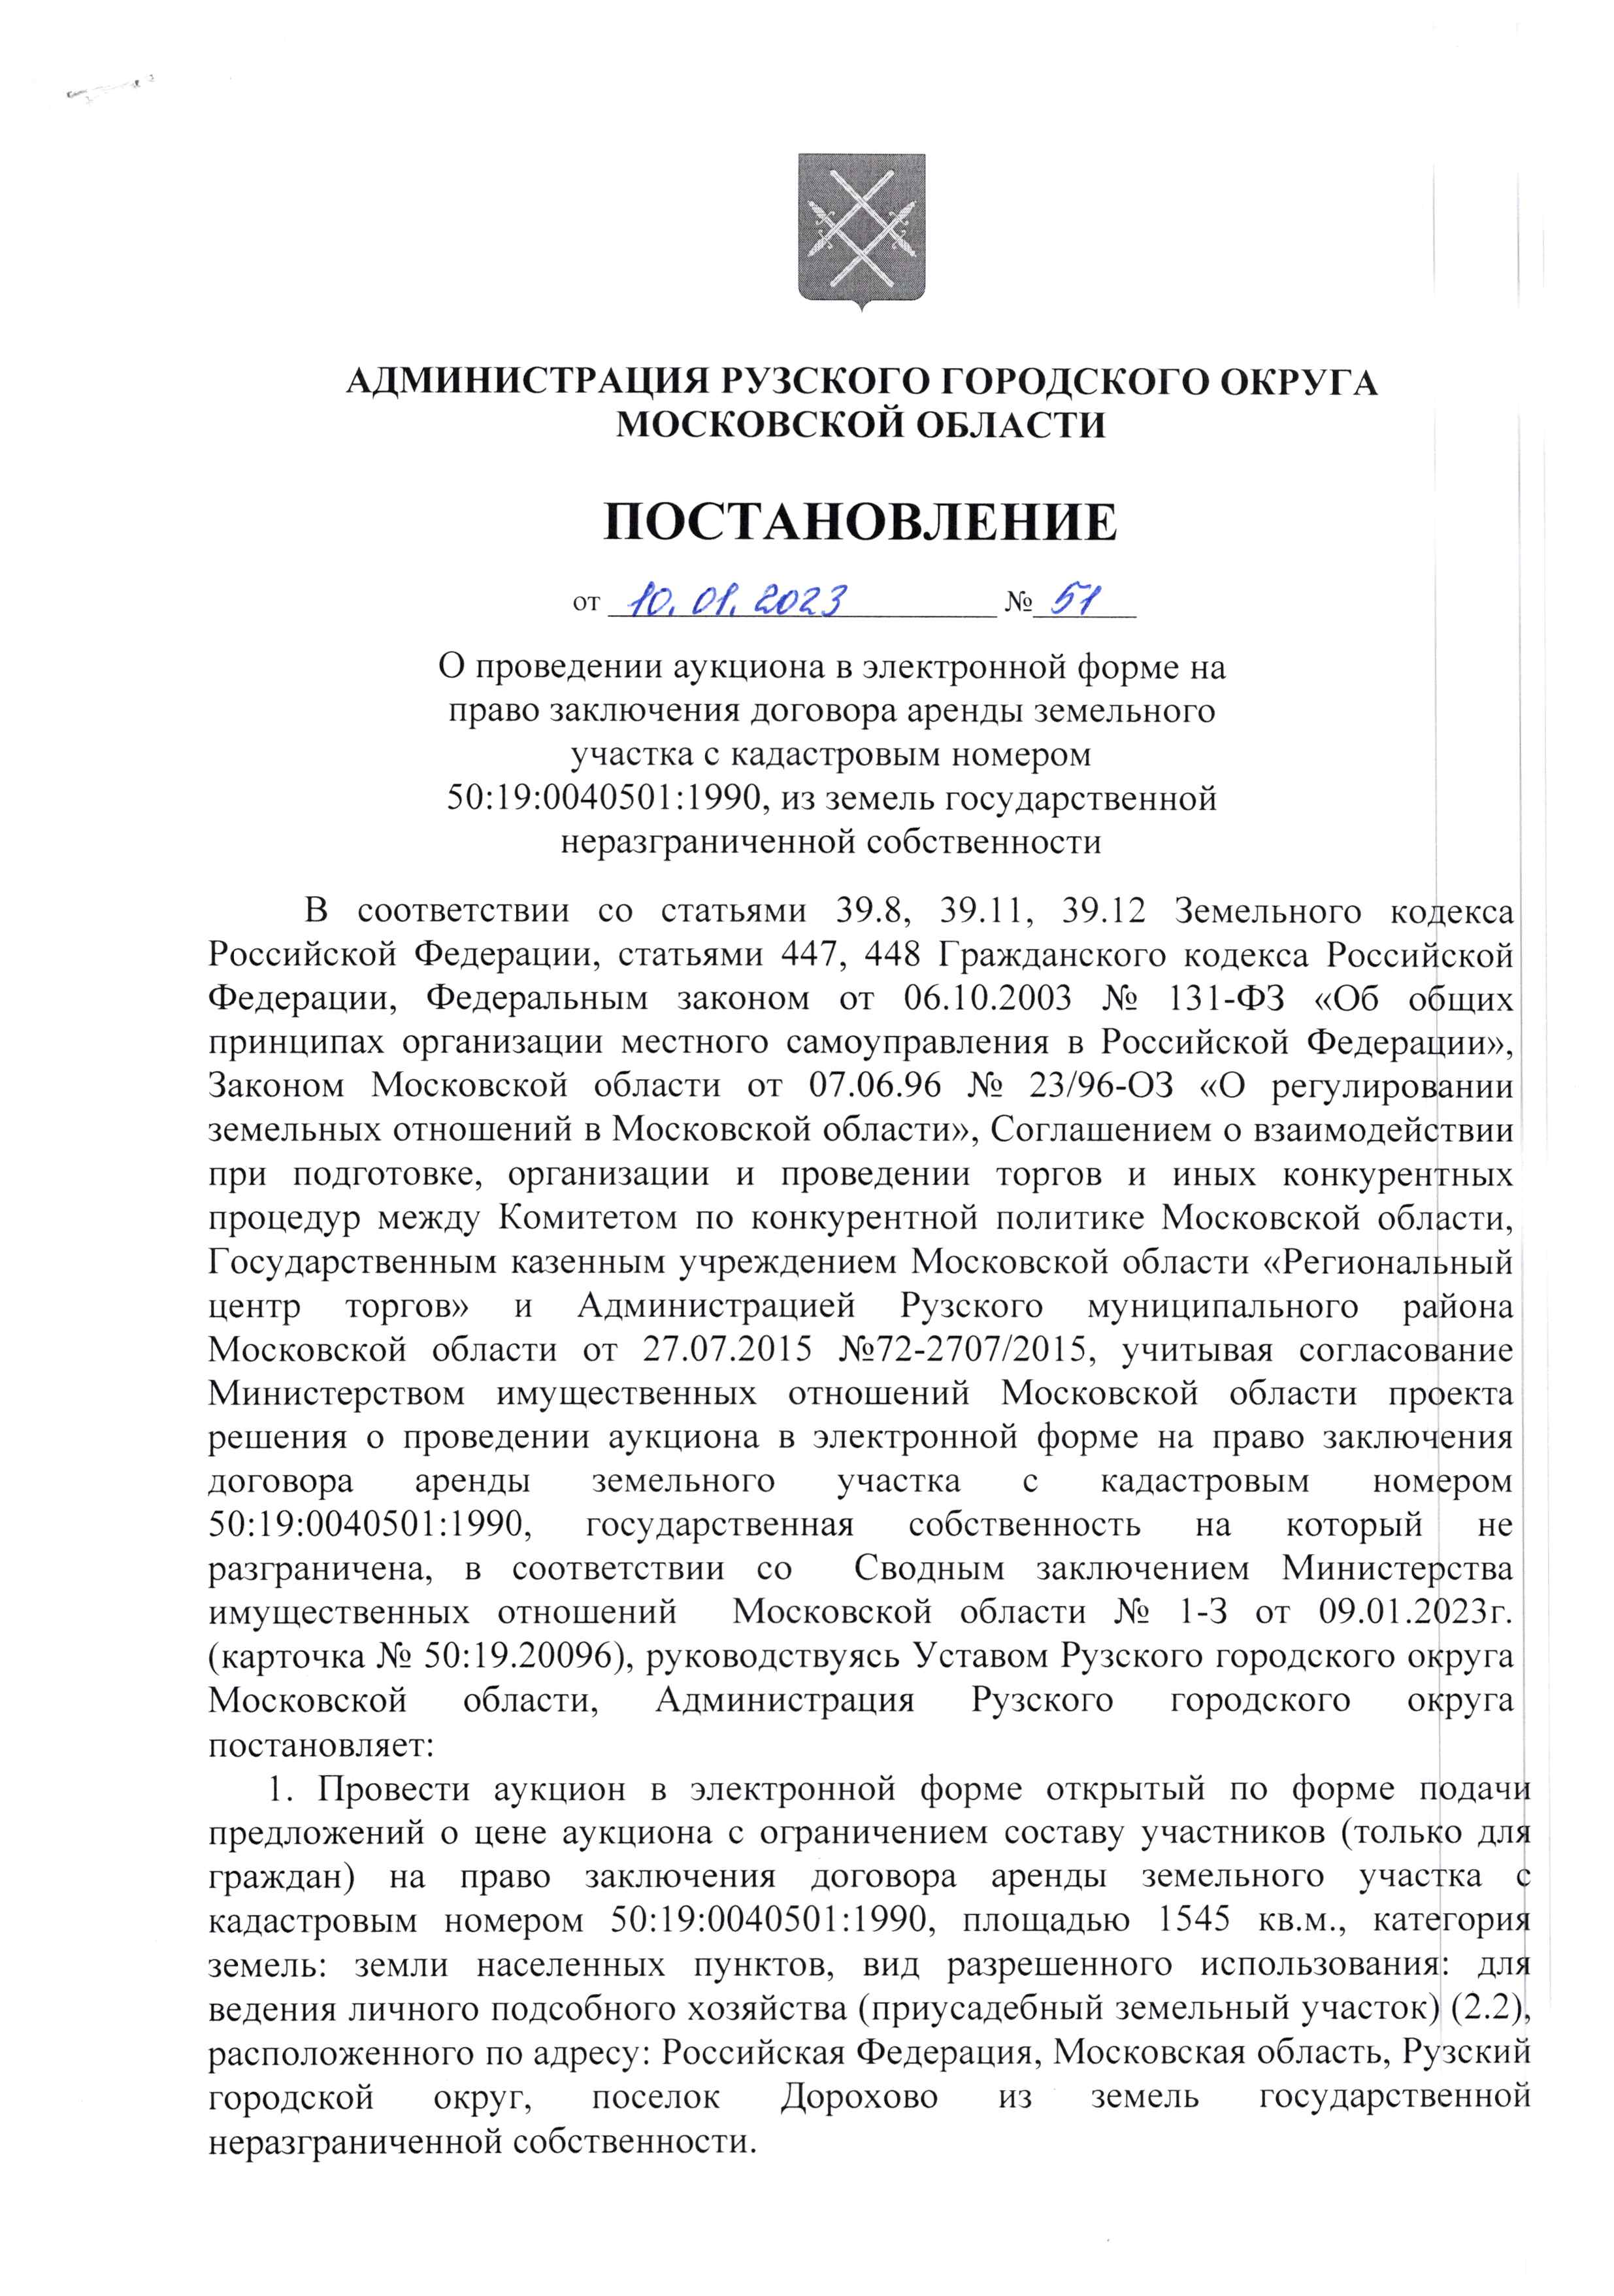 АДМИНИСТРАЦИЯ РУЗСКОГО ГОРОДСКОГО ОКРУГА
МОСКОВСКОЙ ОБЛАСТИ
ПОСТАНОВЛЕНИЕ
от 10.01.2023 № 51
О проведении аукциона в электронной форме на
право заключения договора аренды земельного
участка с кадастровым номером
50:19:0040501:1990, из земель государственной
неразграниченной собственности
В соответствии со статьями 39.8, 39.11, 39.12 Земельного кодекса
Российской Федерации, статьями 447, 448 Гражданского кодекса Российской
Федерации, Федеральным законом от 06.10.2003 № 131-ФЗ «Об общих
принципах организации местного самоуправления в Российской Федерации»,
Законом Московской области от 07.06.96 № 23/96-ОЗ «О регулировании
земельных отношений в Московской области», Соглашением о взаимодействии
при подготовке, организации и проведении торгов и иных конкурентных
процедур между Комитетом по конкурентной политике Московской области,
Государственным казенным учреждением Московской области «Региональный
центр торгов» и Администрацией Рузского муниципального района
Московской области от 27.07.2015 №72-2707/2015, учитывая согласование
Министерством имущественных отношений Московской области проекта
решения о проведении аукциона в электронной форме на право заключения
договора аренды земельного участка с кадастровым номером
50:19:0040501:1990, государственная собственность на который не
разграничена, в соответствии со Сводным заключением Министерства
имущественных отношений Московской области № 1-З от 09.01.2023г.
(карточка № 50:19.20096), руководствуясь Уставом Рузского городского округа
Московской области, Администрация Рузского городского округа
постановляет:
1. Провести аукцион в электронной форме открытый по форме подачи
предложений о цене аукциона с ограничением составу участников (только для
граждан) на право заключения договора аренды земельного участка с
кадастровым номером 50:19:0040501:1990, площадью 1545 кв.м., категория
земель: земли населенных пунктов, вид разрешенного использования: для
ведения личного подсобного хозяйства (приусадебный земельный участок) (2.2),
расположенного по адресу: Российская Федерация, Московская область, Рузский
городской округ, поселок Дорохово из земель государственной
неразграниченной собственности.